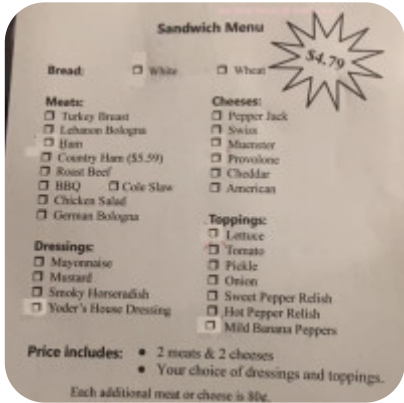 Sandwich Menu
$4.79
Bread: White Wheat
Meats:
Turkey Breast
Lebanon Bologna
Ham
Country Ham ($5.59)
Roast Beef
BBQ Cole Slaw
Chicken Salad
German Bologna
Dressings:
Mayonnaise
Mustard
Smoky Horseradish
Yoder's House Dressing
Cheeses:
Pepper Jack
Swiss
Muenster
Provolone
Cheddar
American
Toppings:
Lettuce
Tomato
Pickle
Onion
Sweet Pepper Relish
Hot Pepper Relish
Mild Banana Peppers
Price includes: • 2 meats & 2 cheeses
• Your choice of dressings and toppings.
Each additional meat or cheese is 80¢.